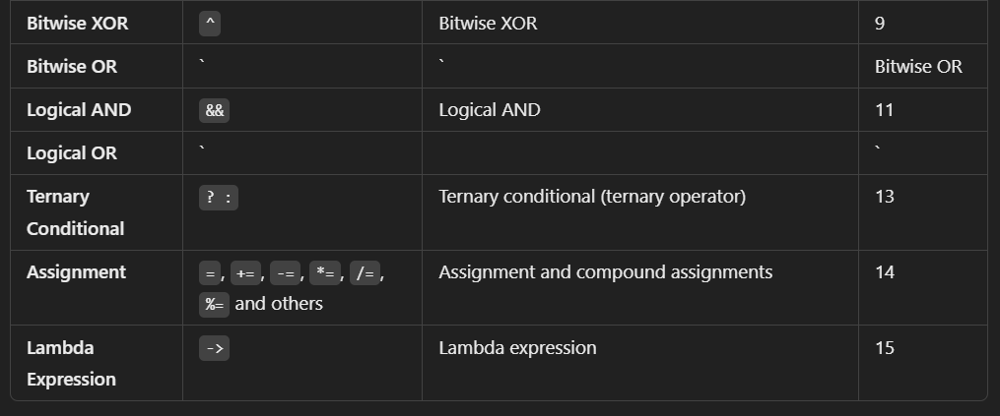 Bitwise XOR ^ Bitwise XOR 9
Bitwise OR ` ` Bitwise OR
Logical AND && Logical AND 11
Logical OR ` `
Ternary Conditional ? : Ternary conditional (ternary operator) 13
Assignment =, +=, -=, *=, /=,
%= and others Assignment and compound assignments 14
Lambda Expression -> Lambda expression 15